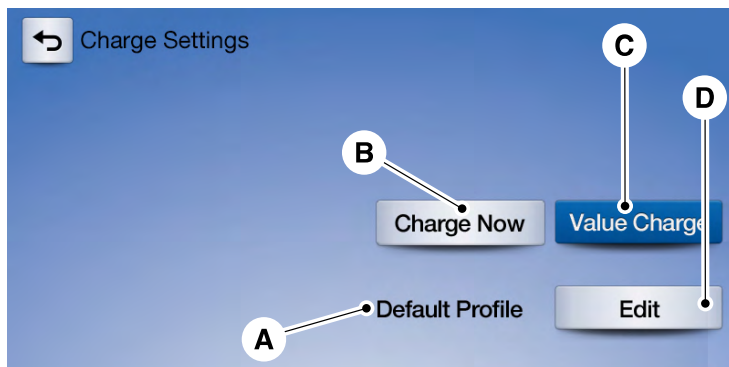 Charge Settings
C
D
B
Charge Now Value Charge
Default Profile Edit
A